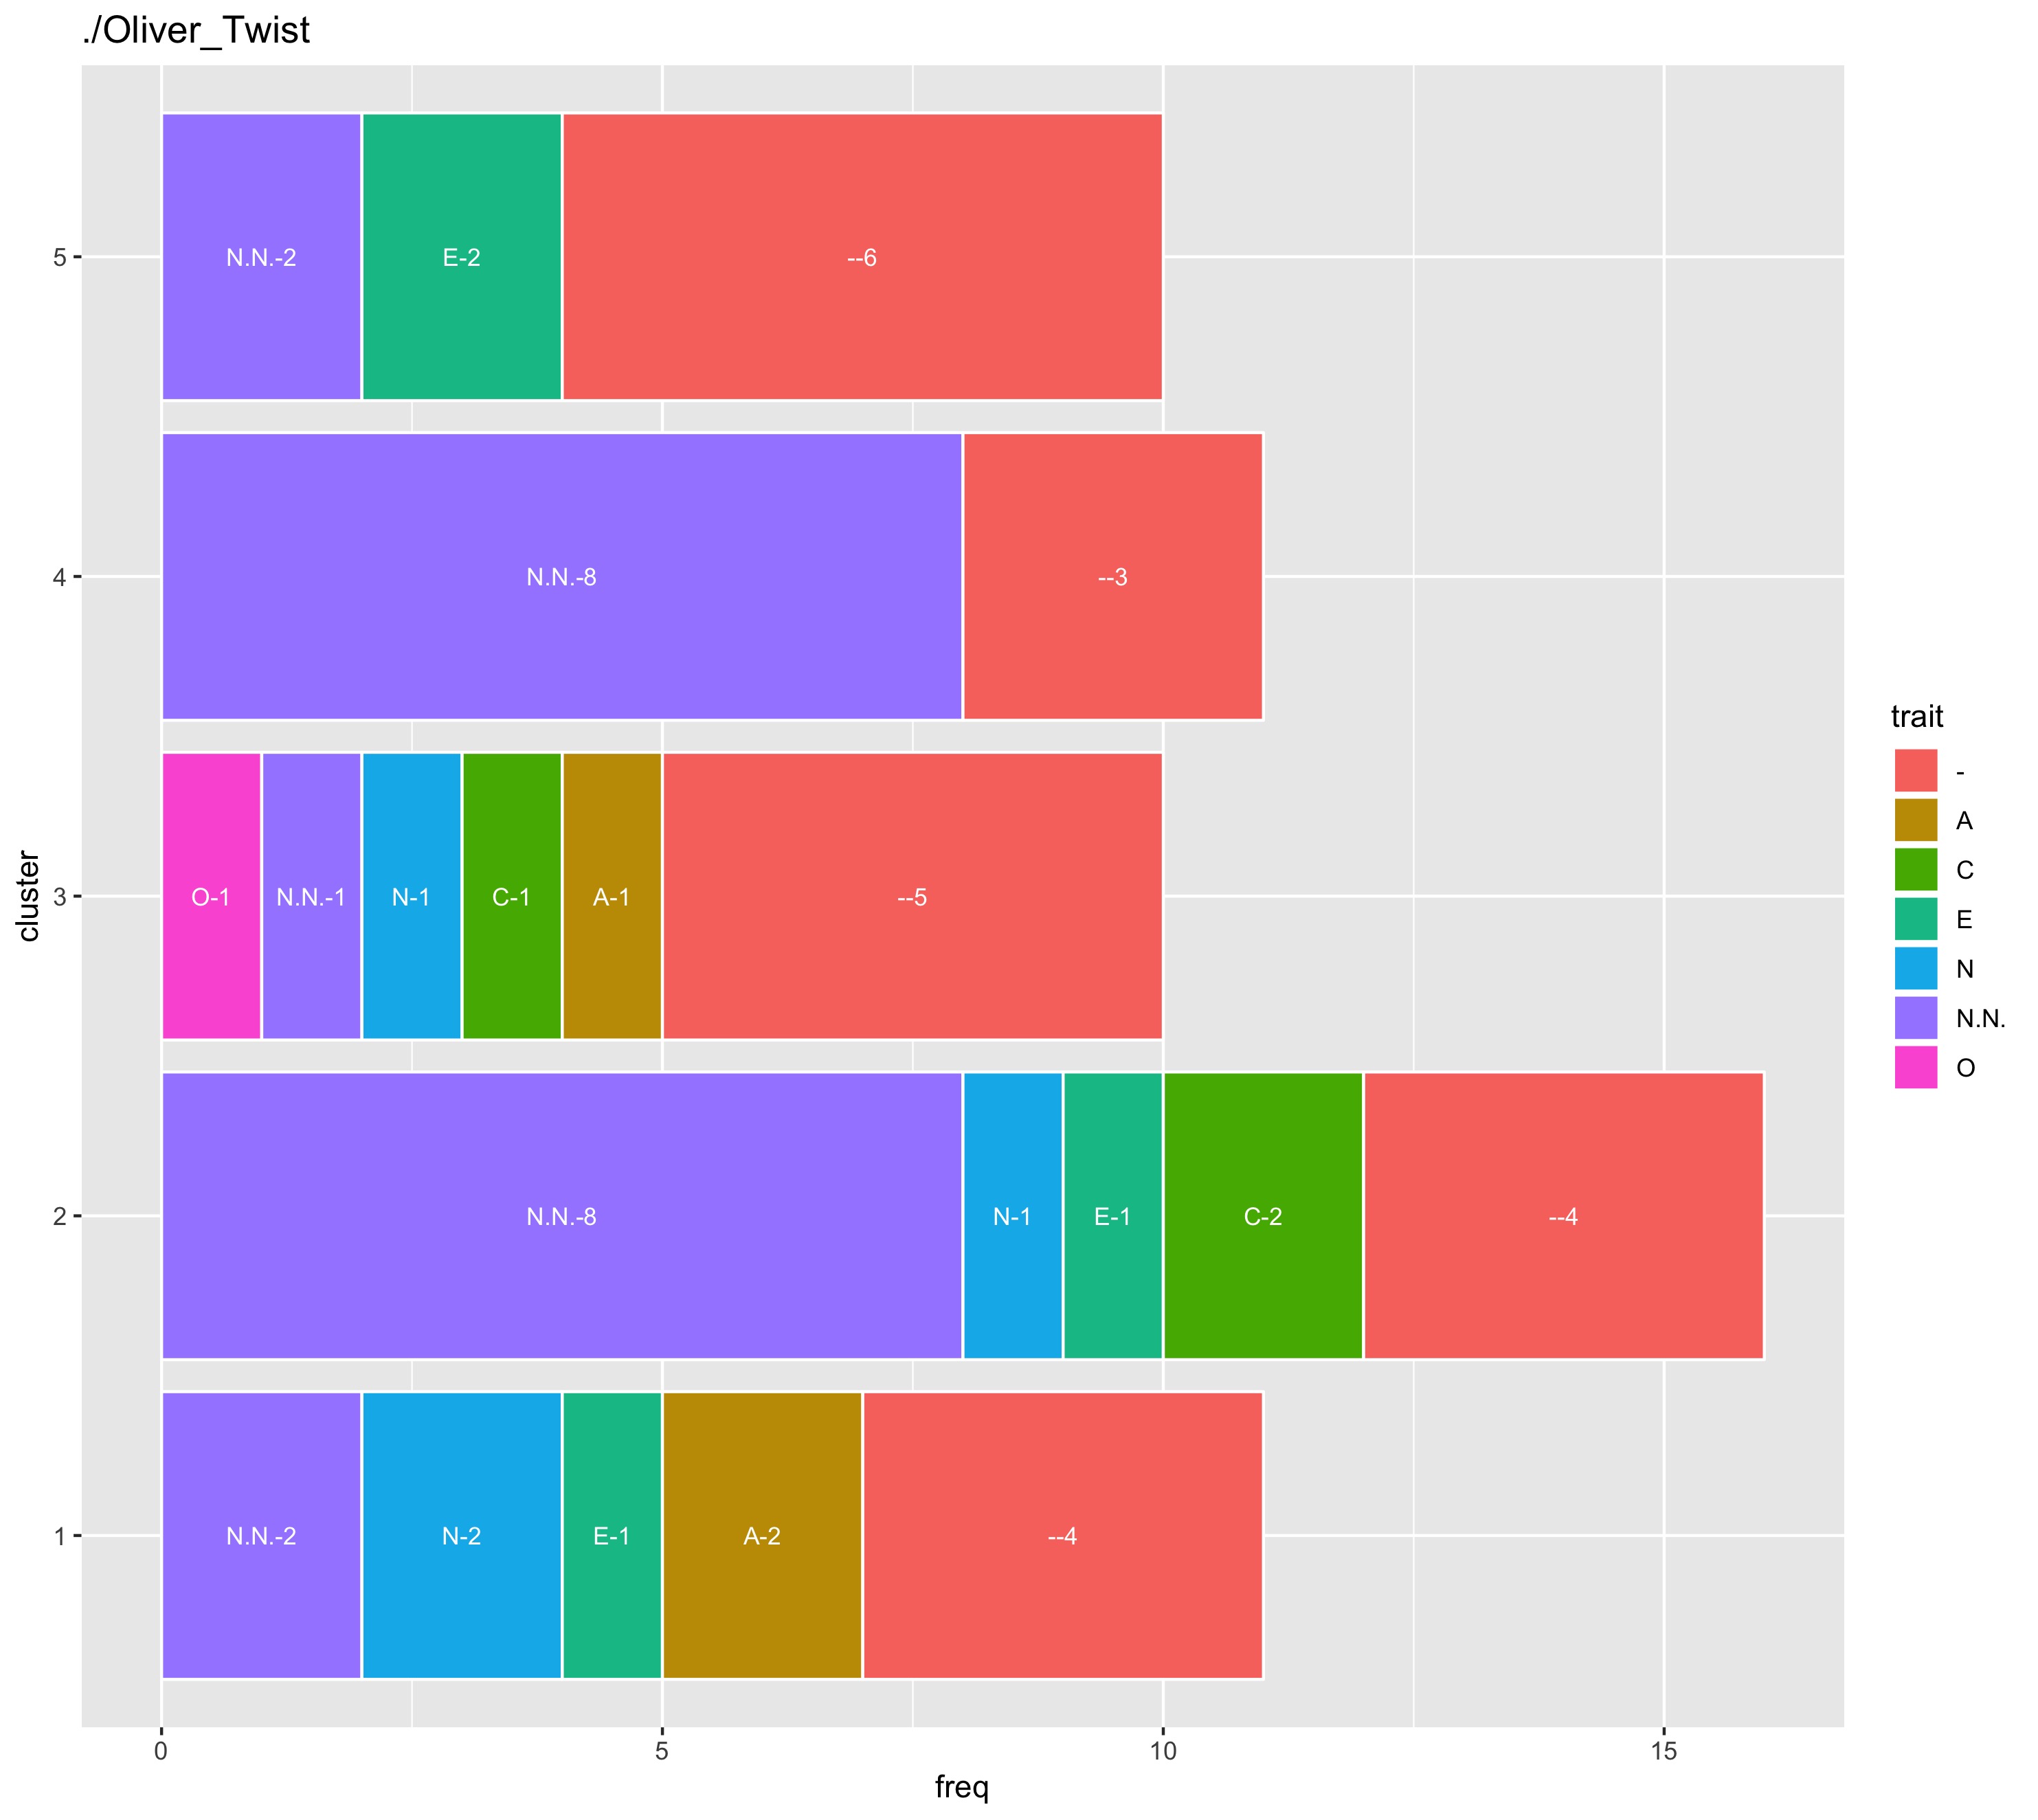 ./Oliver_Twist
5
N.N.-2 E-2 --6
4
N.N.-8 --3
3
O-1 N.N.-1 N-1 C-1 A-1 --5
2
N.N.-8 N-1 E-1 C-2 --4
1
N.N.-2 N-2 E-1 A-2 --4
cluster
0 5 10 15
freq
trait
-
A
C
E
N
N.N.
O